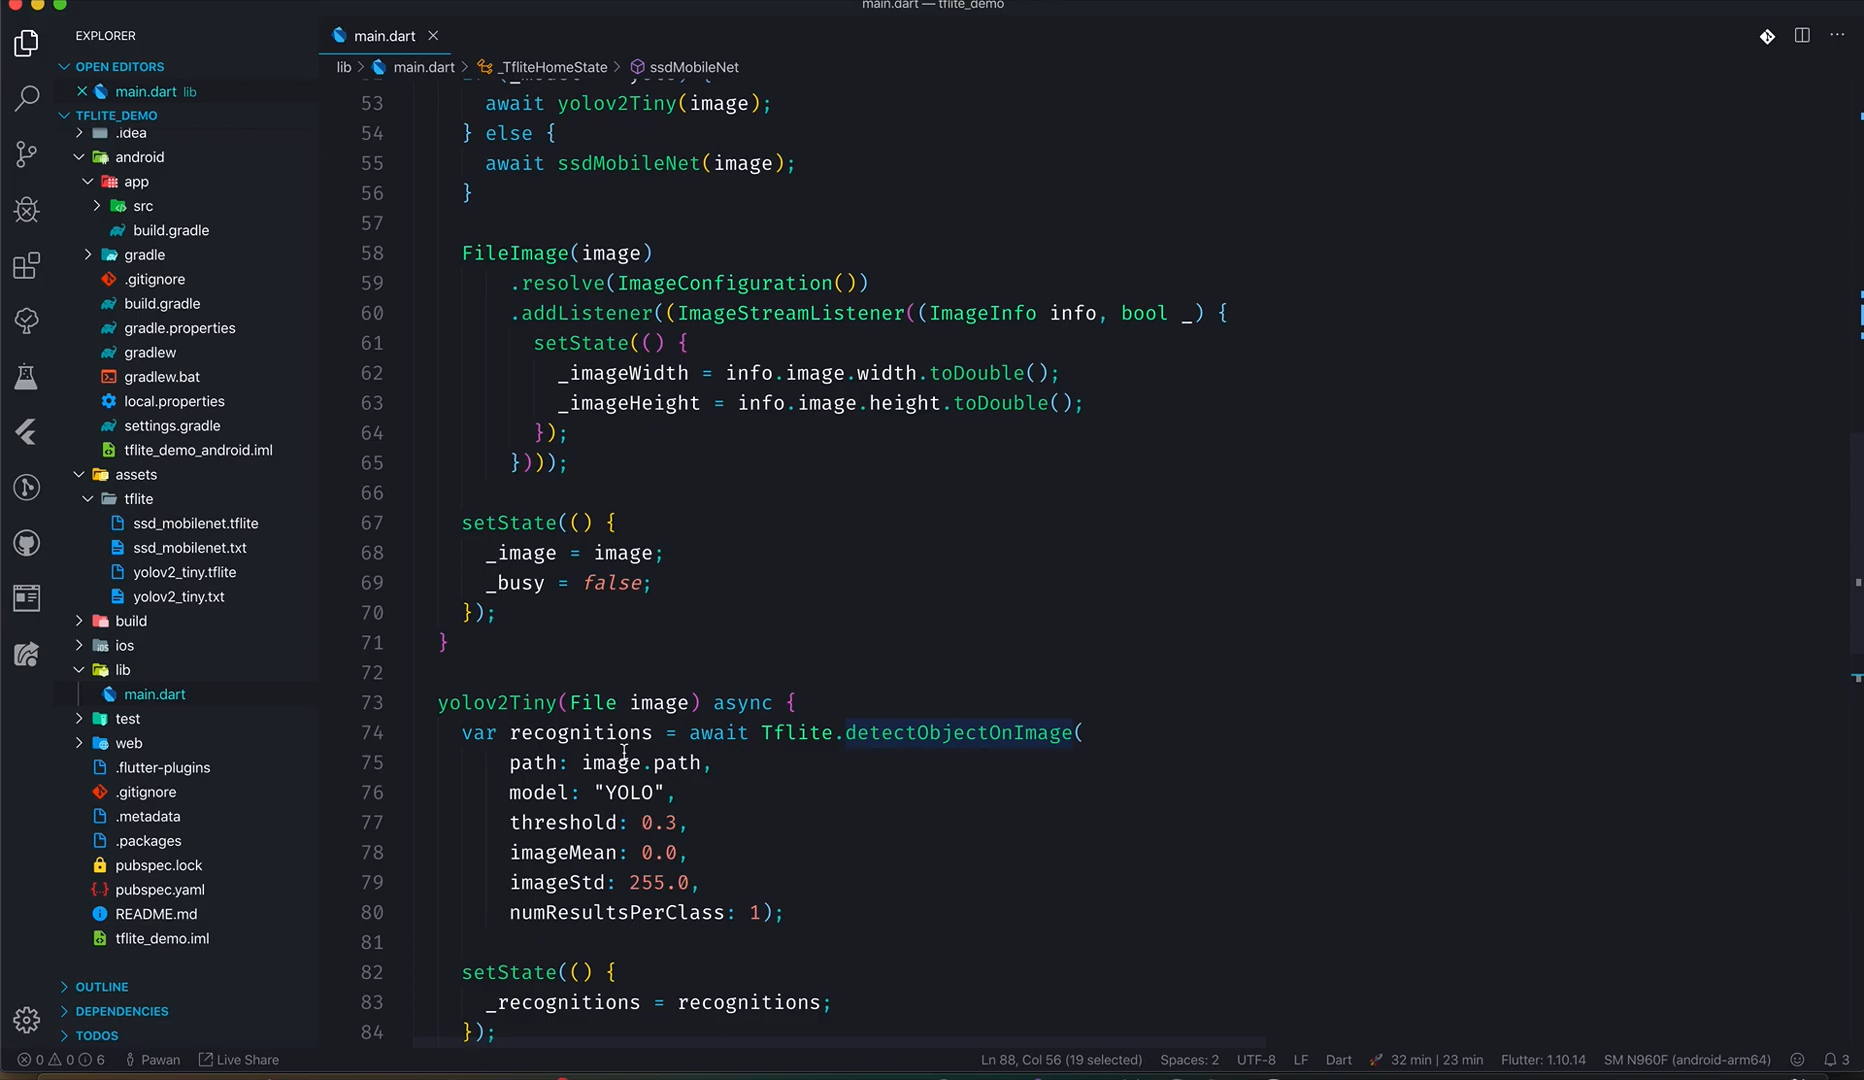 main.dart — tflite_demo
EXPLORER
OPEN EDITORS
main.dart lib
TFLITE_DEMO
.idea
android
app
src
build.gradle
gradle
.gitignore
build.gradle
gradle.properties
gradlew
gradlew.bat
local.properties
settings.gradle
tflite_demo_android.iml
assets
tflite
ssd_mobilenet.tflite
ssd_mobilenet.txt
yolov2_tiny.tflite
yolov2_tiny.txt
build
ios
lib
main.dart
test
web
.flutter-plugins
.gitignore
.metadata
.packages
pubspec.lock
pubspec.yaml
README.md
tflite_demo.iml
OUTLINE
DEPENDENCIES
TODOS
main.dart
lib > main.dart > _TfliteHomeState > ssdMobileNet
53 await yolov2Tiny(image);
54 } else {
55 await ssdMobileNet(image);
56 }
57
58 FileImage(image)
59 .resolve(ImageConfiguration())
60 .addListener((ImageStreamListener((ImageInfo info, bool _) {
61 setState(() {
62 _imageWidth = info.image.width.toDouble();
63 _imageHeight = info.image.height.toDouble();
64 });
65 })));
66
67 setState(() {
68 _image = image;
69 _busy = false;
70 });
71 }
72
73 yolov2Tiny(File image) async {
74 var recognitions = await Tflite.detectObjectOnImage(
75 path: image.path,
76 model: "YOLO",
77 threshold: 0.3,
78 imageMean: 0.0,
79 imageStd: 255.0,
80 numResultsPerClass: 1);
81
82 setState(() {
83 _recognitions = recognitions;
84 });
0 0 6 Pawan Live Share Ln 88, Col 56 (19 selected) Spaces: 2 UTF-8 LF Dart 32 min | 23 min Flutter: 1.10.14 SM N960F (android-arm64) 3